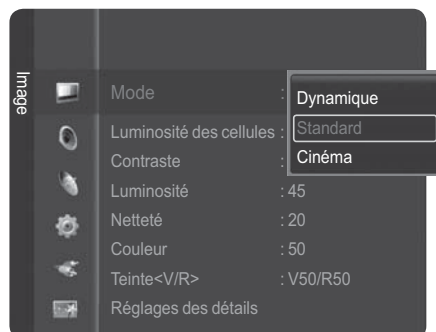 Image
Mode :
Dynamique
Standard
Cinéma
Luminosité des cellules :
Contraste :
Luminosité : 45
Netteté : 20
Couleur : 50
Teinte<V/R> : V50/R50
Réglages des détails